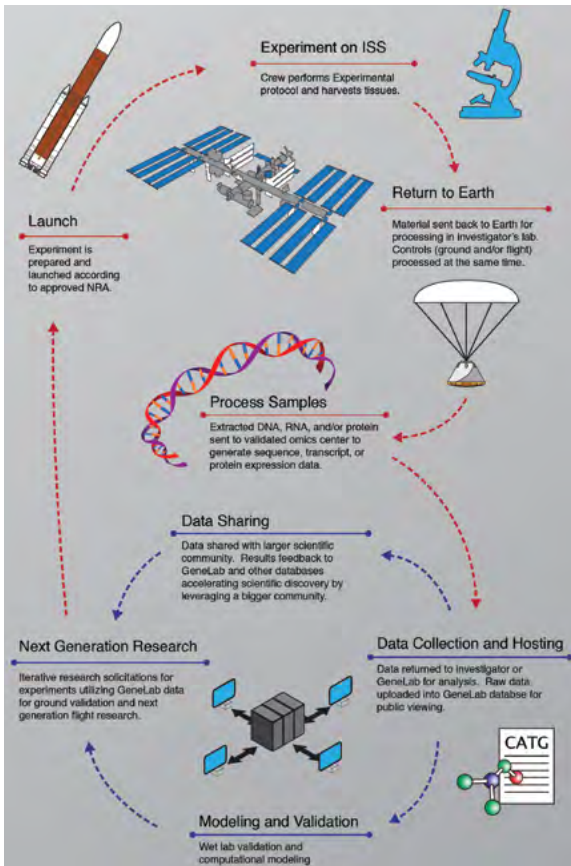 Experiment on ISS
Crew performs Experimental
protocol and harvests tissues.
Return to Earth
Material sent back to Earth for
processing in investigator's lab.
Controls (ground and/or flight)
processed at the same time.
Launch
Experiment is
prepared and
launched according
to approved NRA.
Process Samples
Extracted DNA, RNA, and/or protein
sent to validated omics center to
generate sequence, transcript, or
protein expression data.
Data Sharing
Data shared with larger scientific
community. Results feedback to
GeneLab and other databases
accelerating scientific discovery by
leveraging a bigger community.
Next Generation Research
Iterative research solicitations for
experiments utilizing GeneLab data
for ground validation and next
generation flight research.
Data Collection and Hosting
Data returned to investigator or
GeneLab for analysis. Raw data
uploaded into GeneLab databse for
public viewing.
CATG
Modeling and Validation
Wet lab validation and
computational modeling